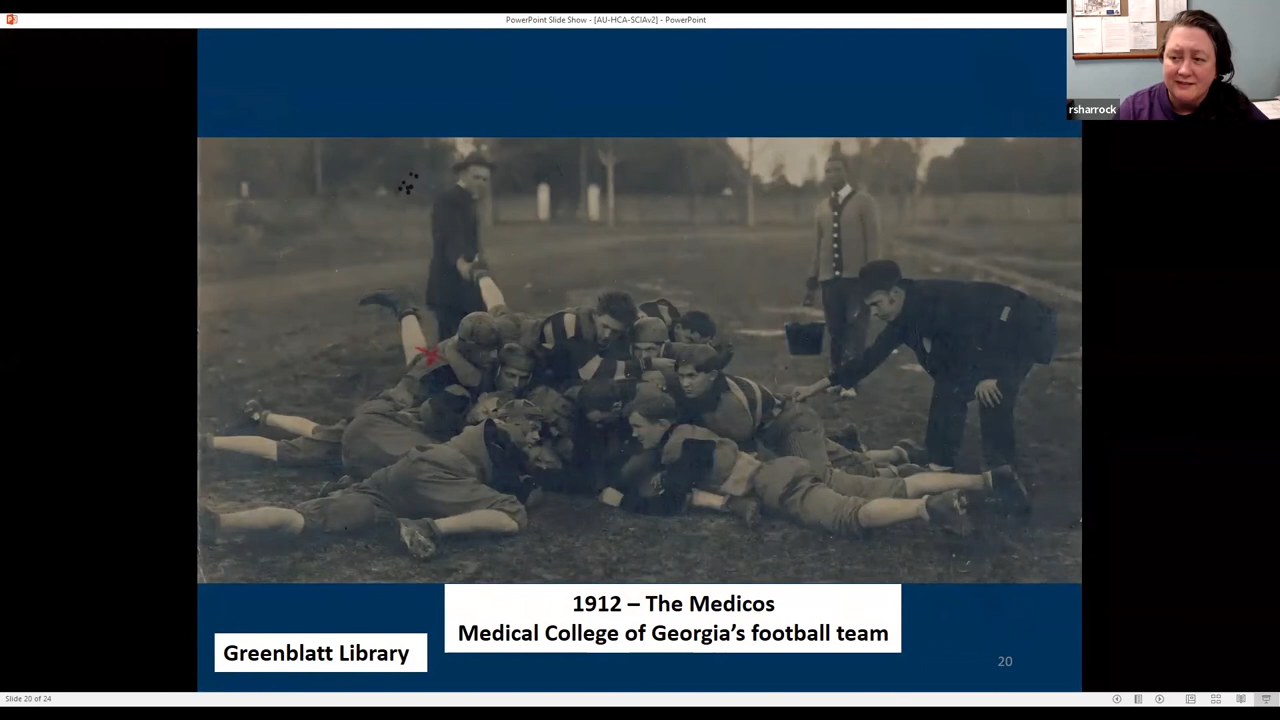 PowerPoint Slide Show - [AU-HCA-SCIAv2] - PowerPoint
rsharrock
1912 – The Medicos
Medical College of Georgia's football team
Greenblatt Library
20
Slide 20 of 24